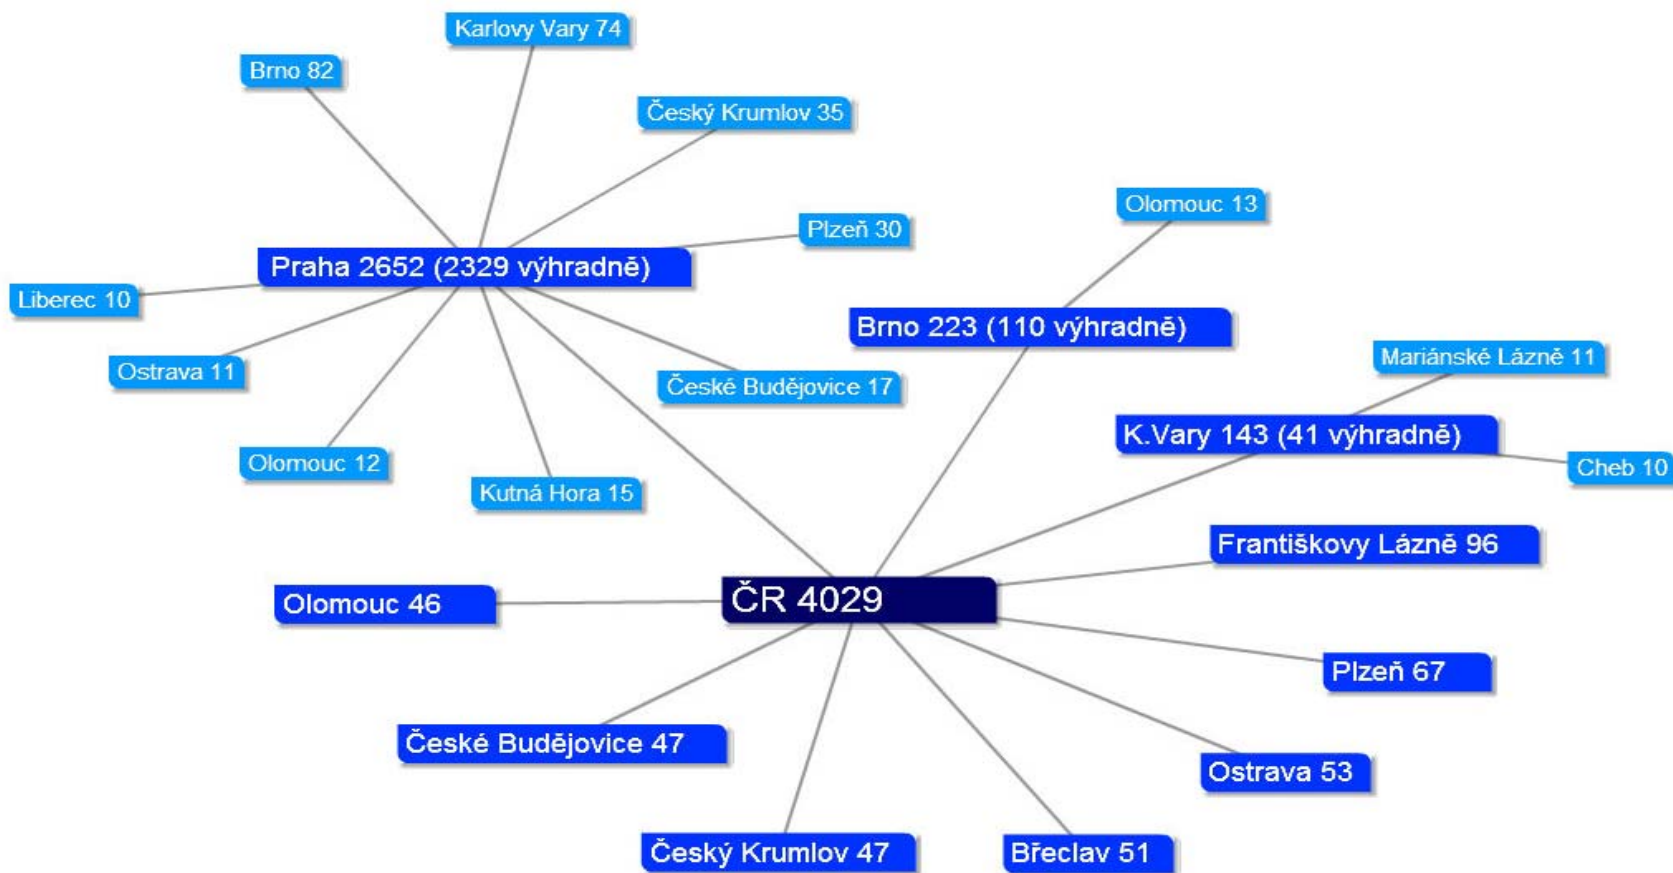 Karlovy Vary 74
Brno 82
Český Krumlov 35
Olomouc 13
Plzeň 30
Praha 2652 (2329 výhradně)
Liberec 10
Brno 223 (110 výhradně)
Mariánské Lázně 11
Ostrava 11
České Budějovice 17
K.Vary 143 (41 výhradně)
Olomouc 12
Cheb 10
Kutná Hora 15
Františkovy Lázně 96
ČR 4029
Olomouc 46
Plzeň 67
České Budějovice 47
Ostrava 53
Český Krumlov 47
Břeclav 51